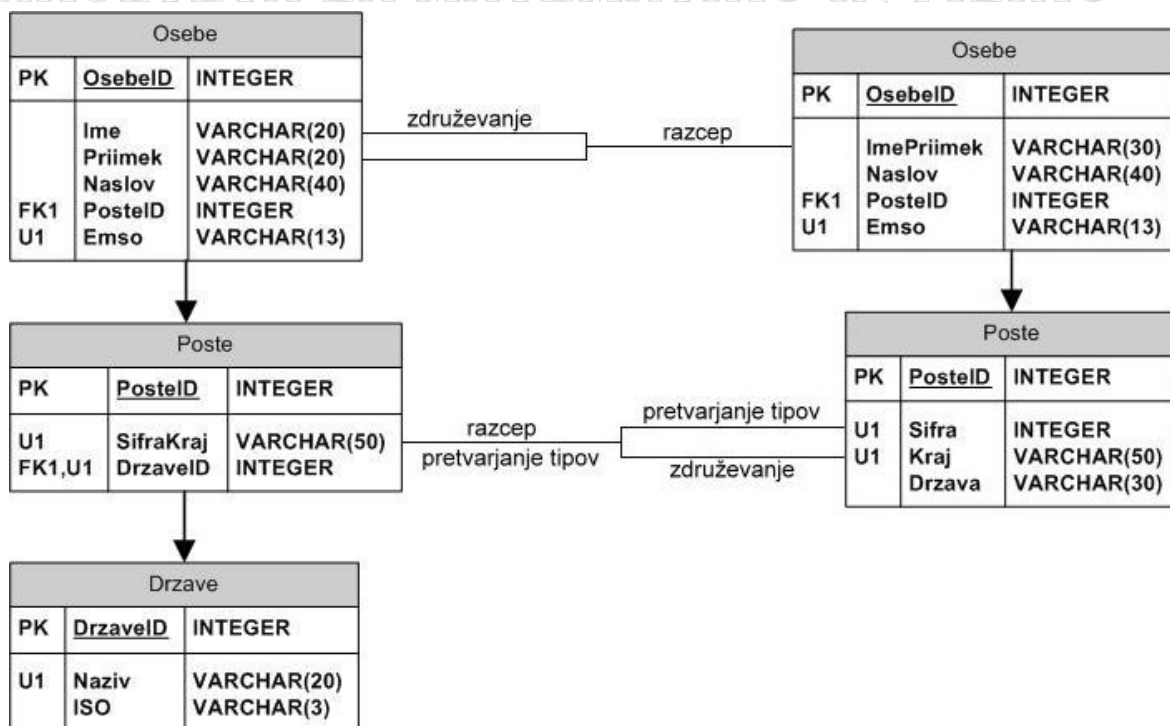 Osebe
PK OsebeID INTEGER
Ime VARCHAR(20)
Priimek VARCHAR(20)
Naslov VARCHAR(40)
FK1 PosteID INTEGER
U1 Emso VARCHAR(13)
združevanje
razcep
Osebe
PK OsebeID INTEGER
ImePriimek VARCHAR(30)
Naslov VARCHAR(40)
FK1 PosteID INTEGER
U1 Emso VARCHAR(13)
Poste
PK PosteID INTEGER
U1 SifraKraj VARCHAR(50)
FK1,U1 DrzaveID INTEGER
razcep
pretvarjanje tipov
pretvarjanje tipov
združevanje
Poste
PK PosteID INTEGER
U1 Sifra INTEGER
U1 Kraj VARCHAR(50)
Drzava VARCHAR(30)
Drzave
PK DrzaveID INTEGER
U1 Naziv VARCHAR(20)
ISO VARCHAR(3)